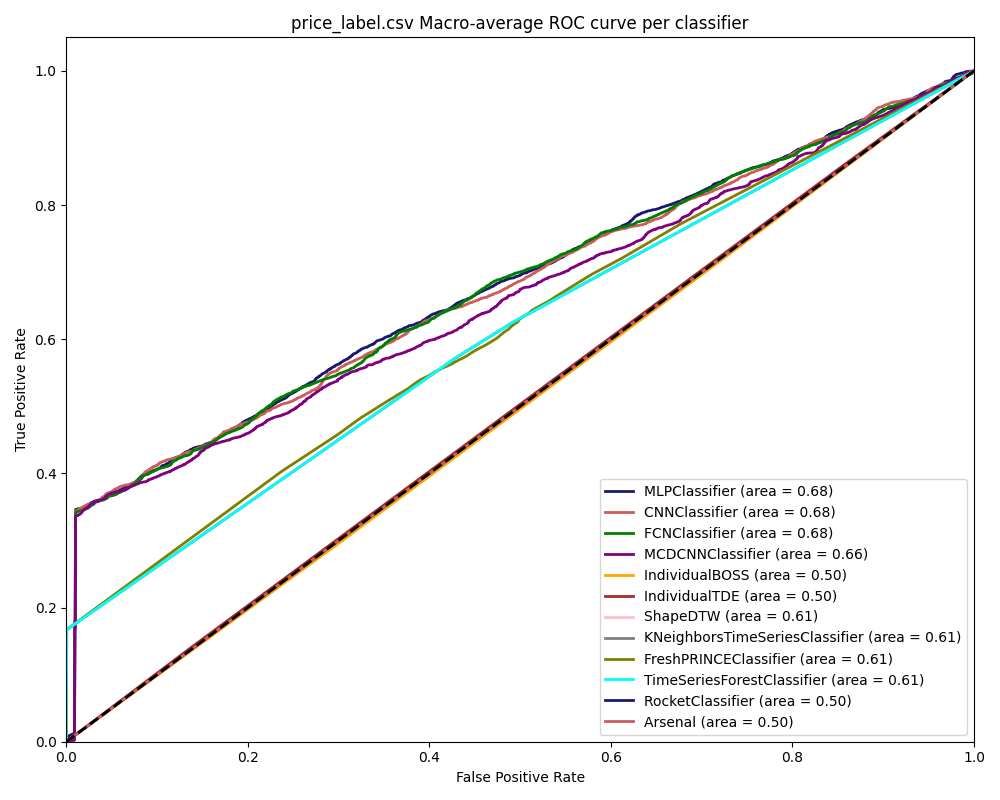 price_label.csv Macro-average ROC curve per classifier
True Positive Rate
1.0
0.8
0.6
0.4
0.2
0.0
MLPClassifier (area = 0.68)
CNNClassifier (area = 0.68)
FCNClassifier (area = 0.68)
MCDCNNClassifier (area = 0.66)
IndividualBOSS (area = 0.50)
IndividualTDE (area = 0.50)
ShapeDTW (area = 0.61)
KNeighborsTimeSeriesClassifier (area = 0.61)
FreshPRINCEClassifier (area = 0.61)
TimeSeriesForestClassifier (area = 0.61)
RocketClassifier (area = 0.50)
Arsenal (area = 0.50)
0.0 0.2 0.4 0.6 0.8 1.0
False Positive Rate